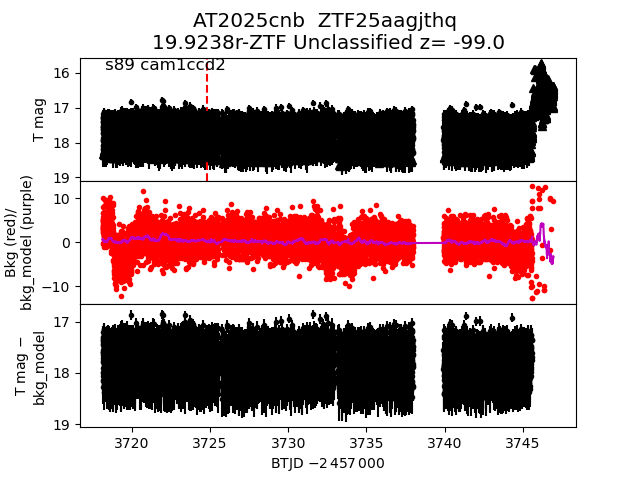 AT2025cnb  ZTF25aagjthq
19.9238r-ZTF Unclassified z= -99.0
s89 cam1ccd2
16
17
18
19
T mag
10
0
−10
Bkg (red)/
bkg_model (purple)
17
18
19
T mag −
bkg_model
3720
3725
3730
3735
3740
3745
BTJD −2 457 000